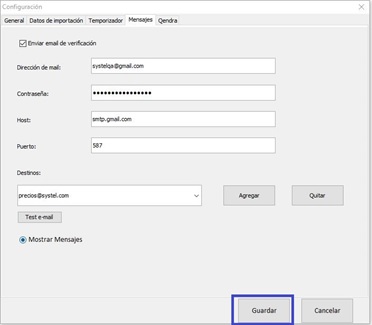 Configuración
General Datos de importación Temporizador Mensajes Qendra
Enviar email de verificación
Dirección de mail: systelqa@gmail.com
Contraseña: ••••••••••••••••
Host: smtp.gmail.com
Puerto: 587
Destinos:
precios@systel.com Agregar Quitar
Test e-mail
Mostrar Mensajes
Guardar Cancelar